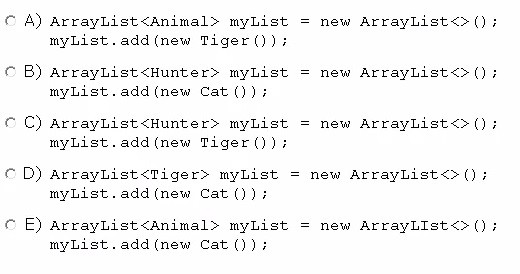 A) ArrayList<Animal> myList = new ArrayList<>();
myList.add(new Tiger());
B) ArrayList<Hunter> myList = new ArrayList<>();
myList.add(new Cat());
C) ArrayList<Hunter> myList = new ArrayList<>();
myList.add(new Tiger());
D) ArrayList<Tiger> myList = new ArrayList<>();
myList.add(new Cat());
E) ArrayList<Animal> myList = new ArrayLIst<>();
myList.add(new Cat());